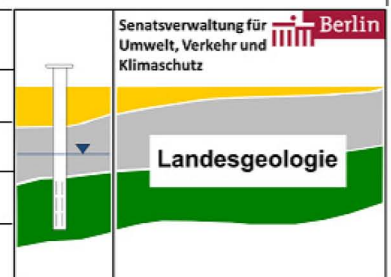 Senatsverwaltung für
Umwelt, Verkehr und
Klimaschutz
Berlin
Landesgeologie